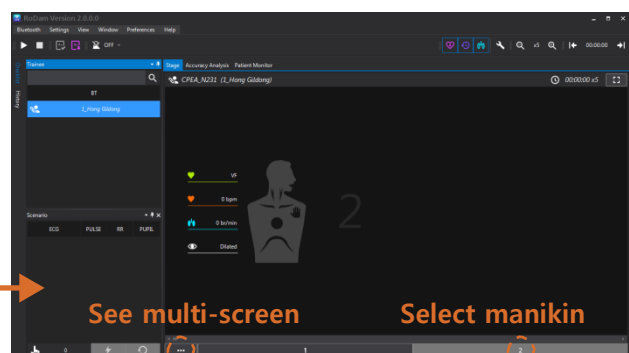 RoDam Version 2.0.0.0
Bluetooth Settings View Window Preferences Help
OFF
x5
00:00:00
Trainee
Stage Accuracy Analysis Patient Monitor
CPEA_N231 (1_Hong Gildong)
00:00:00 x5
History
BT
1_Hong Gildong
VF
0 bpm
0 br/min
Dilated
2
Scenario
ECG PULSE RR PUPIL
See multi-screen
Select manikin
0
1
2